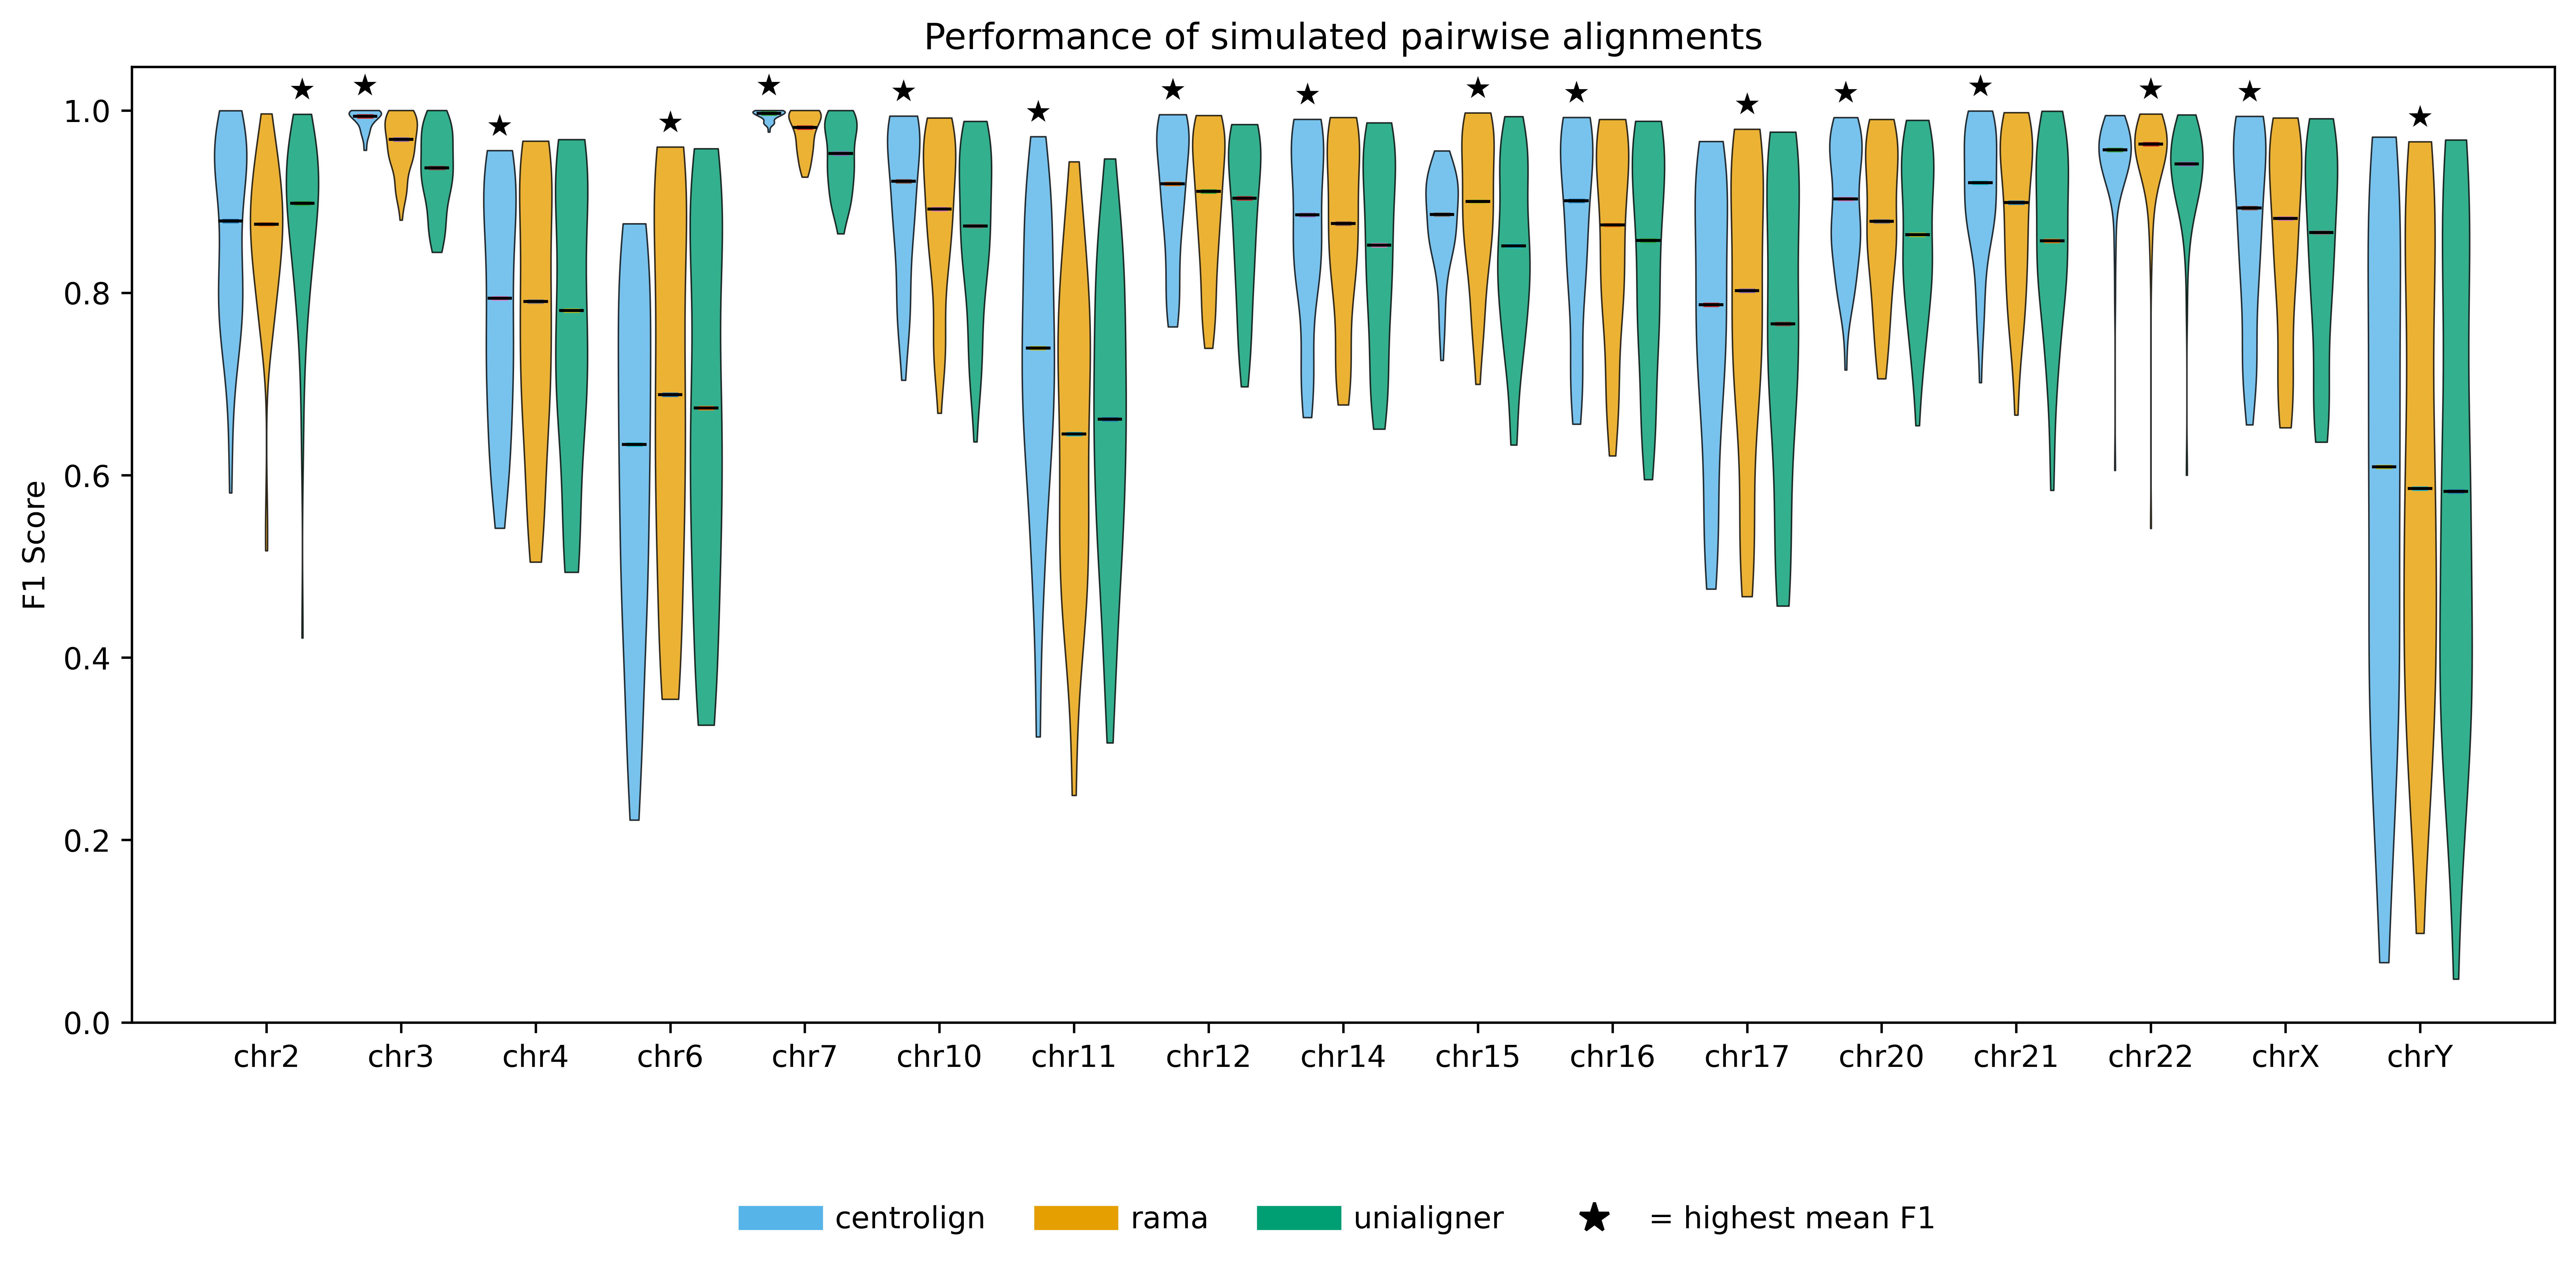 Performance of simulated pairwise alignments
F1 Score
1.0
0.8
0.6
0.4
0.2
0.0
chr2 chr3 chr4 chr6 chr7 chr10 chr11 chr12 chr14 chr15 chr16 chr17 chr20 chr21 chr22 chrX chrY
centrolign rama unialigner ★ = highest mean F1